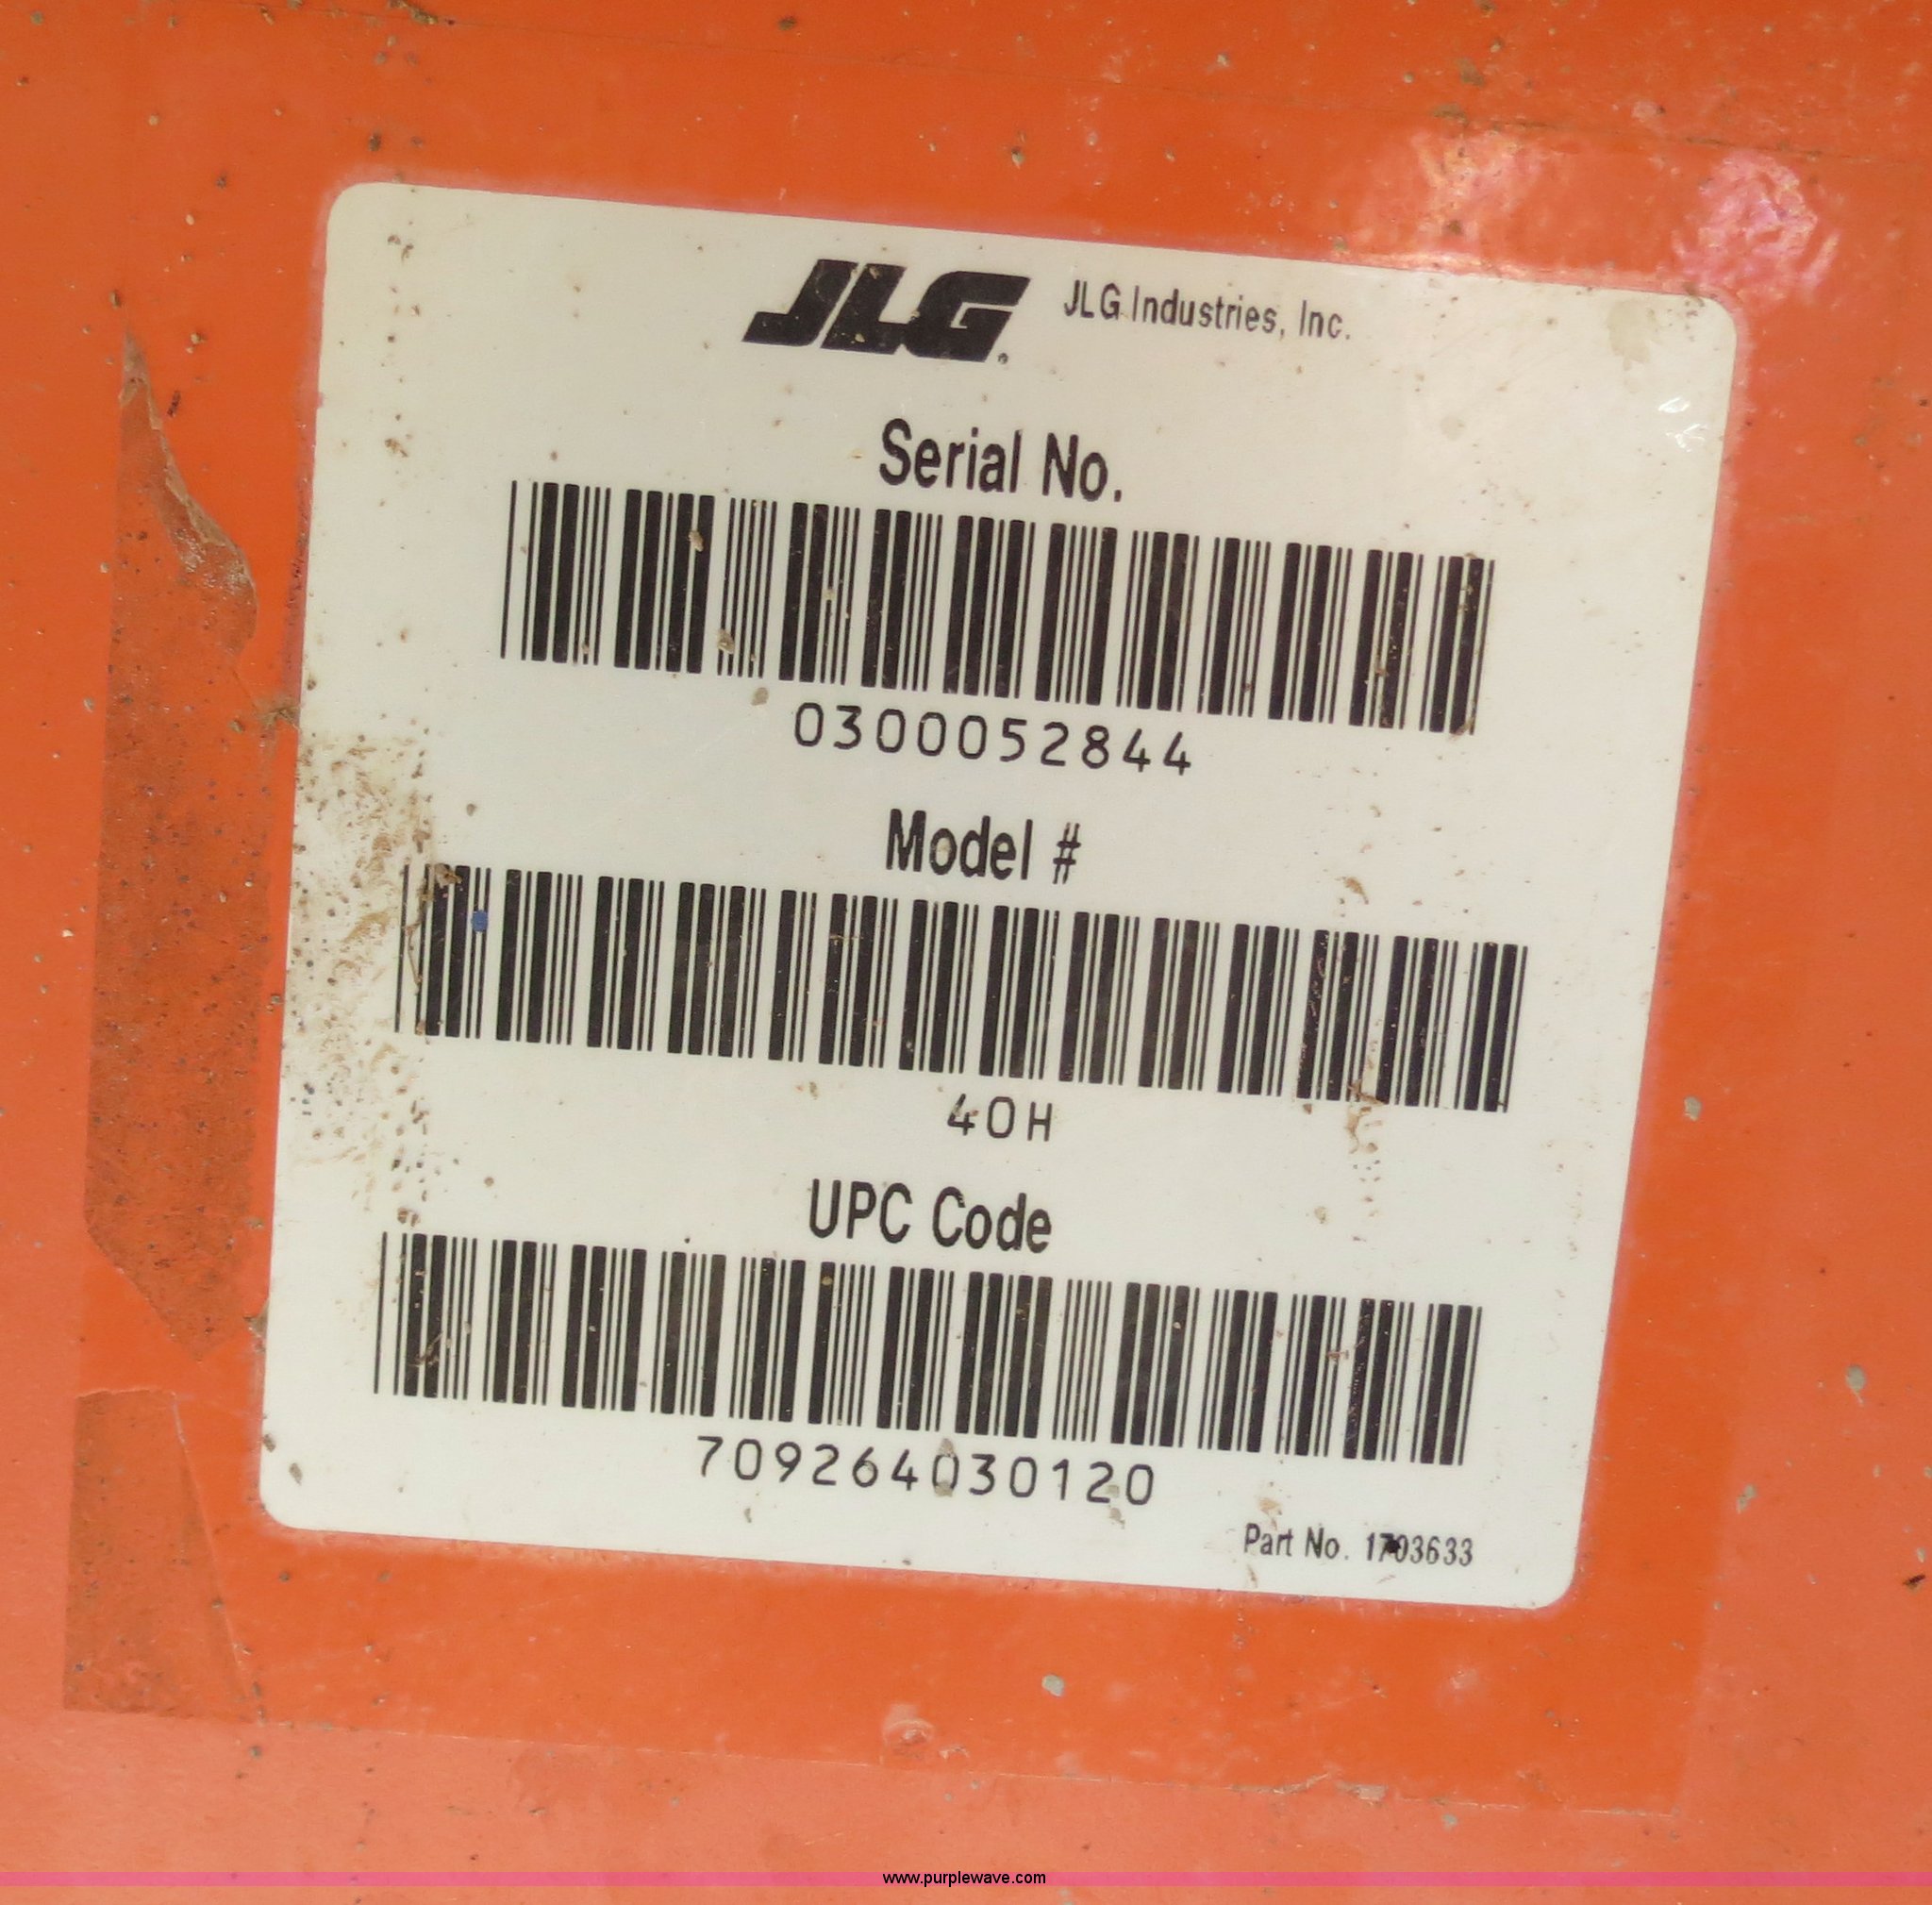 JLG JLG Industries, Inc.
Serial No.
0300052844
Model #
40H
UPC Code
709264030120
Part No. 1703633
www.purplewave.com